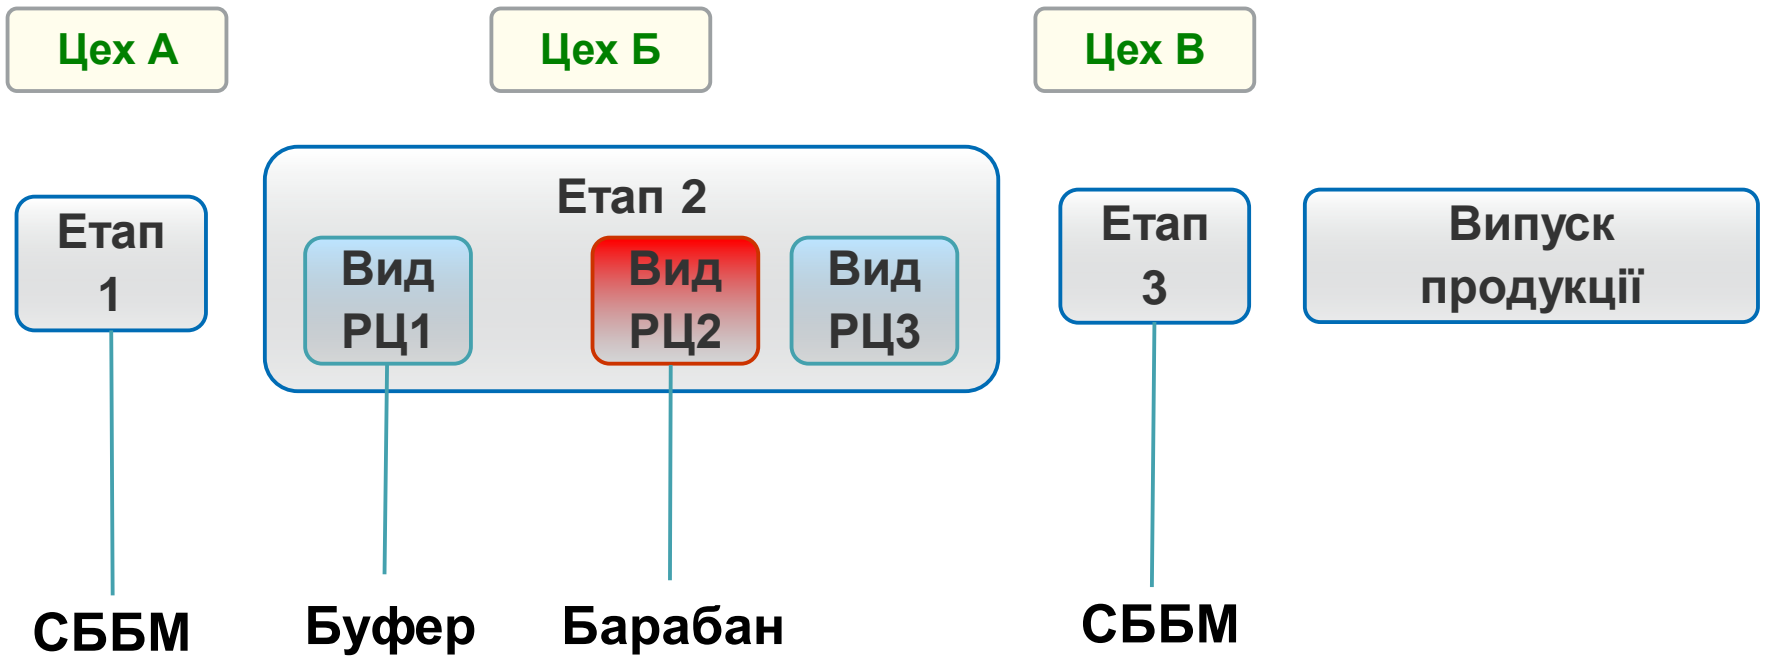 Цех А
Цех Б
Цех В
Етап
1
Етап 2
Вид
РЦ1
Вид
РЦ2
Вид
РЦ3
Етап
3
Випуск
продукції
СББМ
Буфер
Барабан
СББМ